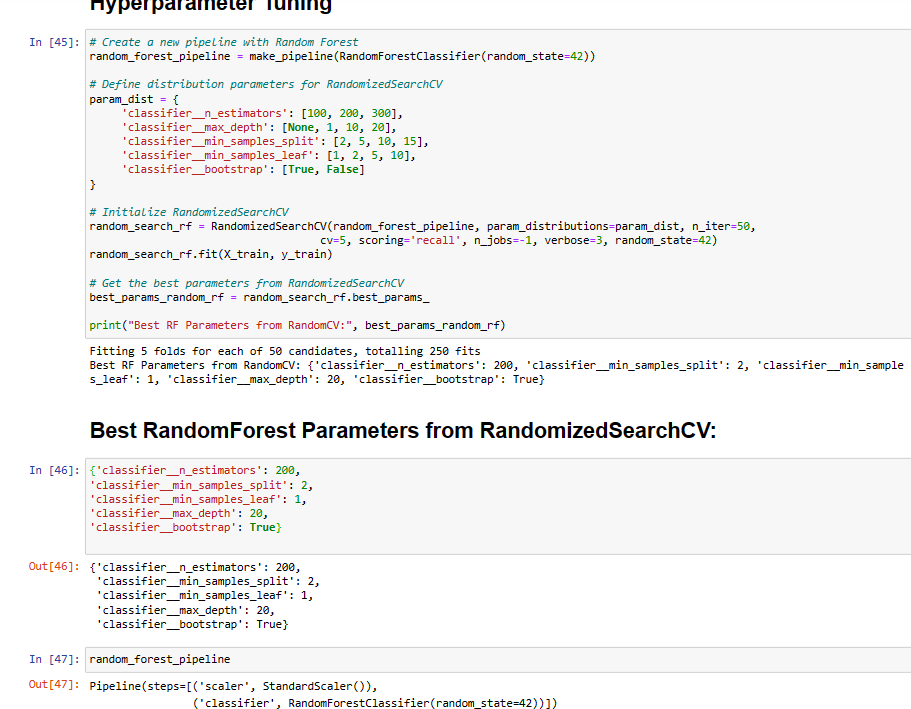 Hyperparameter Tuning
In [45]: # Create a new pipeline with Random Forest
random_forest_pipeline = make_pipeline(RandomForestClassifier(random_state=42))
# Define distribution parameters for RandomizedSearchCV
param_dist = {
'classifier__n_estimators': [100, 200, 300],
'classifier__max_depth': [None, 1, 10, 20],
'classifier__min_samples_split': [2, 5, 10, 15],
'classifier__min_samples_leaf': [1, 2, 5, 10],
'classifier__bootstrap': [True, False]
}
# Initialize RandomizedSearchCV
random_search_rf = RandomizedSearchCV(random_forest_pipeline, param_distributions=param_dist, n_iter=50,
cv=5, scoring='recall', n_jobs=-1, verbose=3, random_state=42)
random_search_rf.fit(X_train, y_train)
# Get the best parameters from RandomizedSearchCV
best_params_random_rf = random_search_rf.best_params_
print("Best RF Parameters from RandomCV:", best_params_random_rf)
Fitting 5 folds for each of 50 candidates, totalling 250 fits
Best RF Parameters from RandomCV: {'classifier__n_estimators': 200, 'classifier__min_samples_split': 2, 'classifier__min_sample
s_leaf': 1, 'classifier__max_depth': 20, 'classifier__bootstrap': True}
Best RandomForest Parameters from RandomizedSearchCV:
In [46]: {'classifier__n_estimators': 200,
'classifier__min_samples_split': 2,
'classifier__min_samples_leaf': 1,
'classifier__max_depth': 20,
'classifier__bootstrap': True}
Out[46]: {'classifier__n_estimators': 200,
'classifier__min_samples_split': 2,
'classifier__min_samples_leaf': 1,
'classifier__max_depth': 20,
'classifier__bootstrap': True}
In [47]: random_forest_pipeline
Out[47]: Pipeline(steps=[('scaler', StandardScaler()),
('classifier', RandomForestClassifier(random_state=42))])